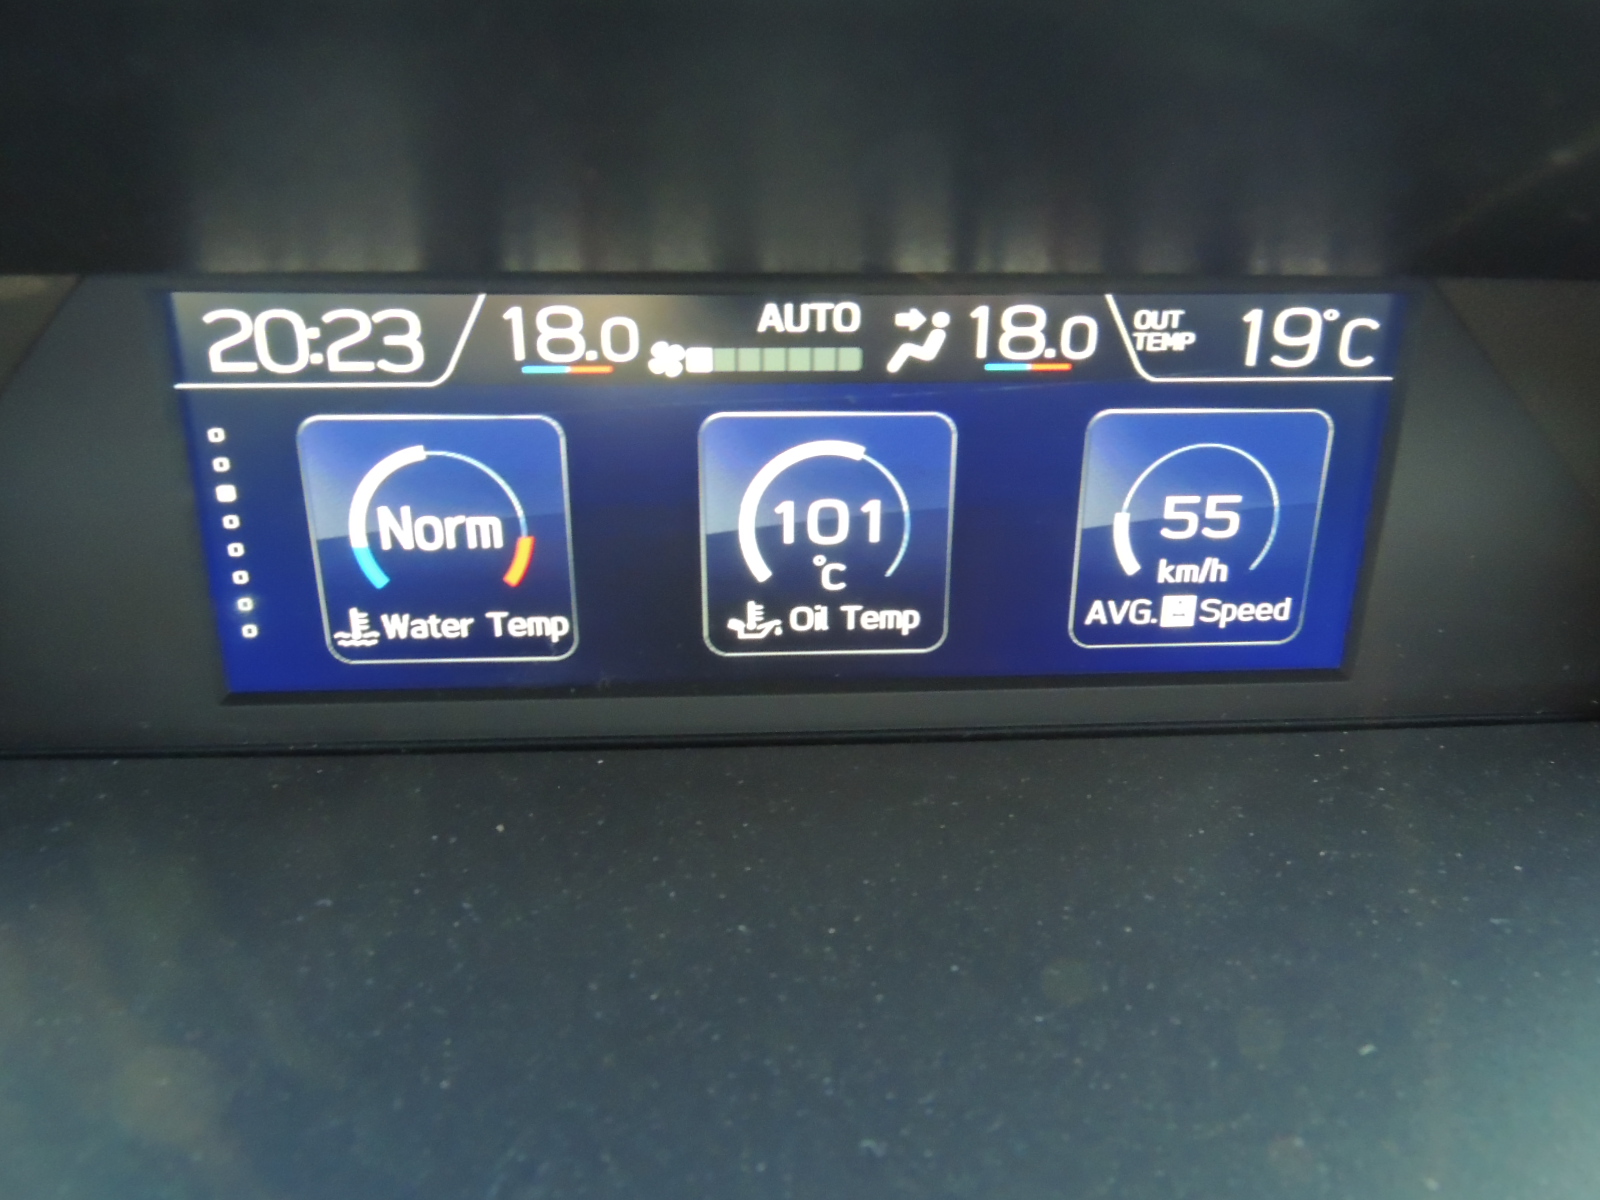 20:23 18.0 AUTO 18.0 OUT TEMP 19°C
Norm
Water Temp
101
°C
Oil Temp
55
km/h
AVG. Speed